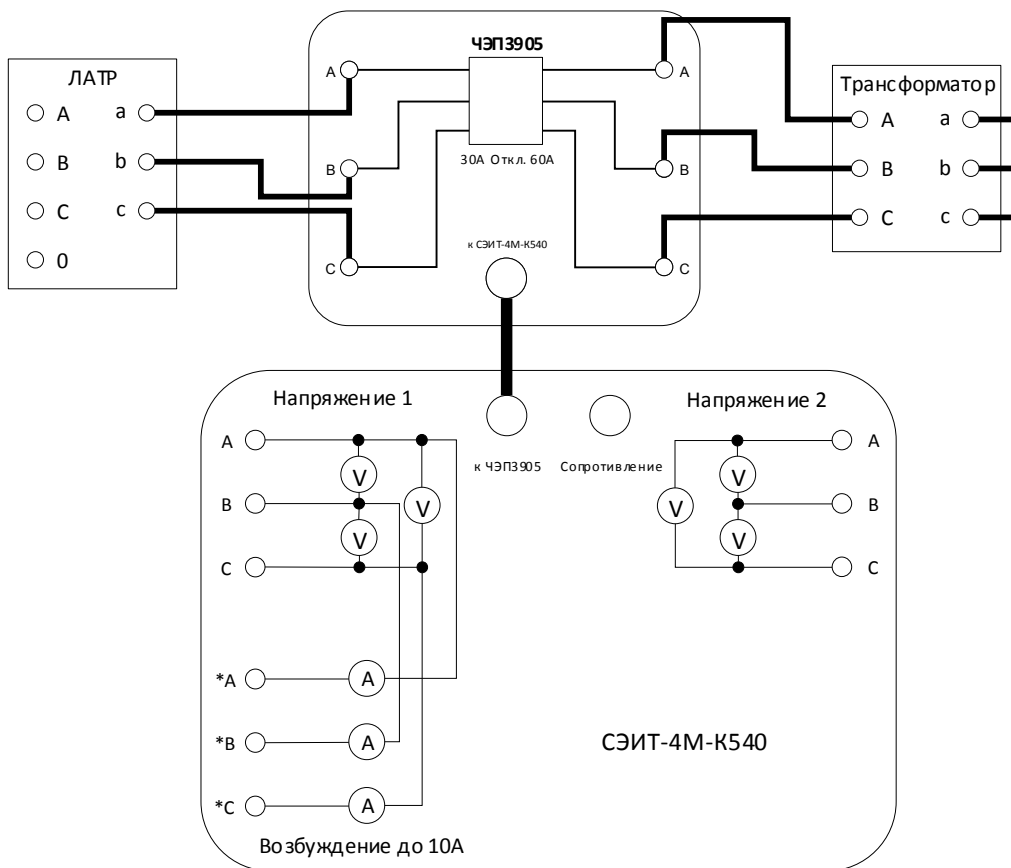 ЛАТР
A a
B b
C c
0
ЧЭП3905
A A
B B
C C
30А Откл. 60А
к СЭИТ-4М-К540
Трансформатор
A a
B b
C c
Напряжение 1
A
B
C
V
V
V
к ЧЭП3905
Сопротивление
Напряжение 2
A
B
C
V
V
V
*A A
*B A
*C A
Возбуждение до 10А
СЭИТ-4М-К540